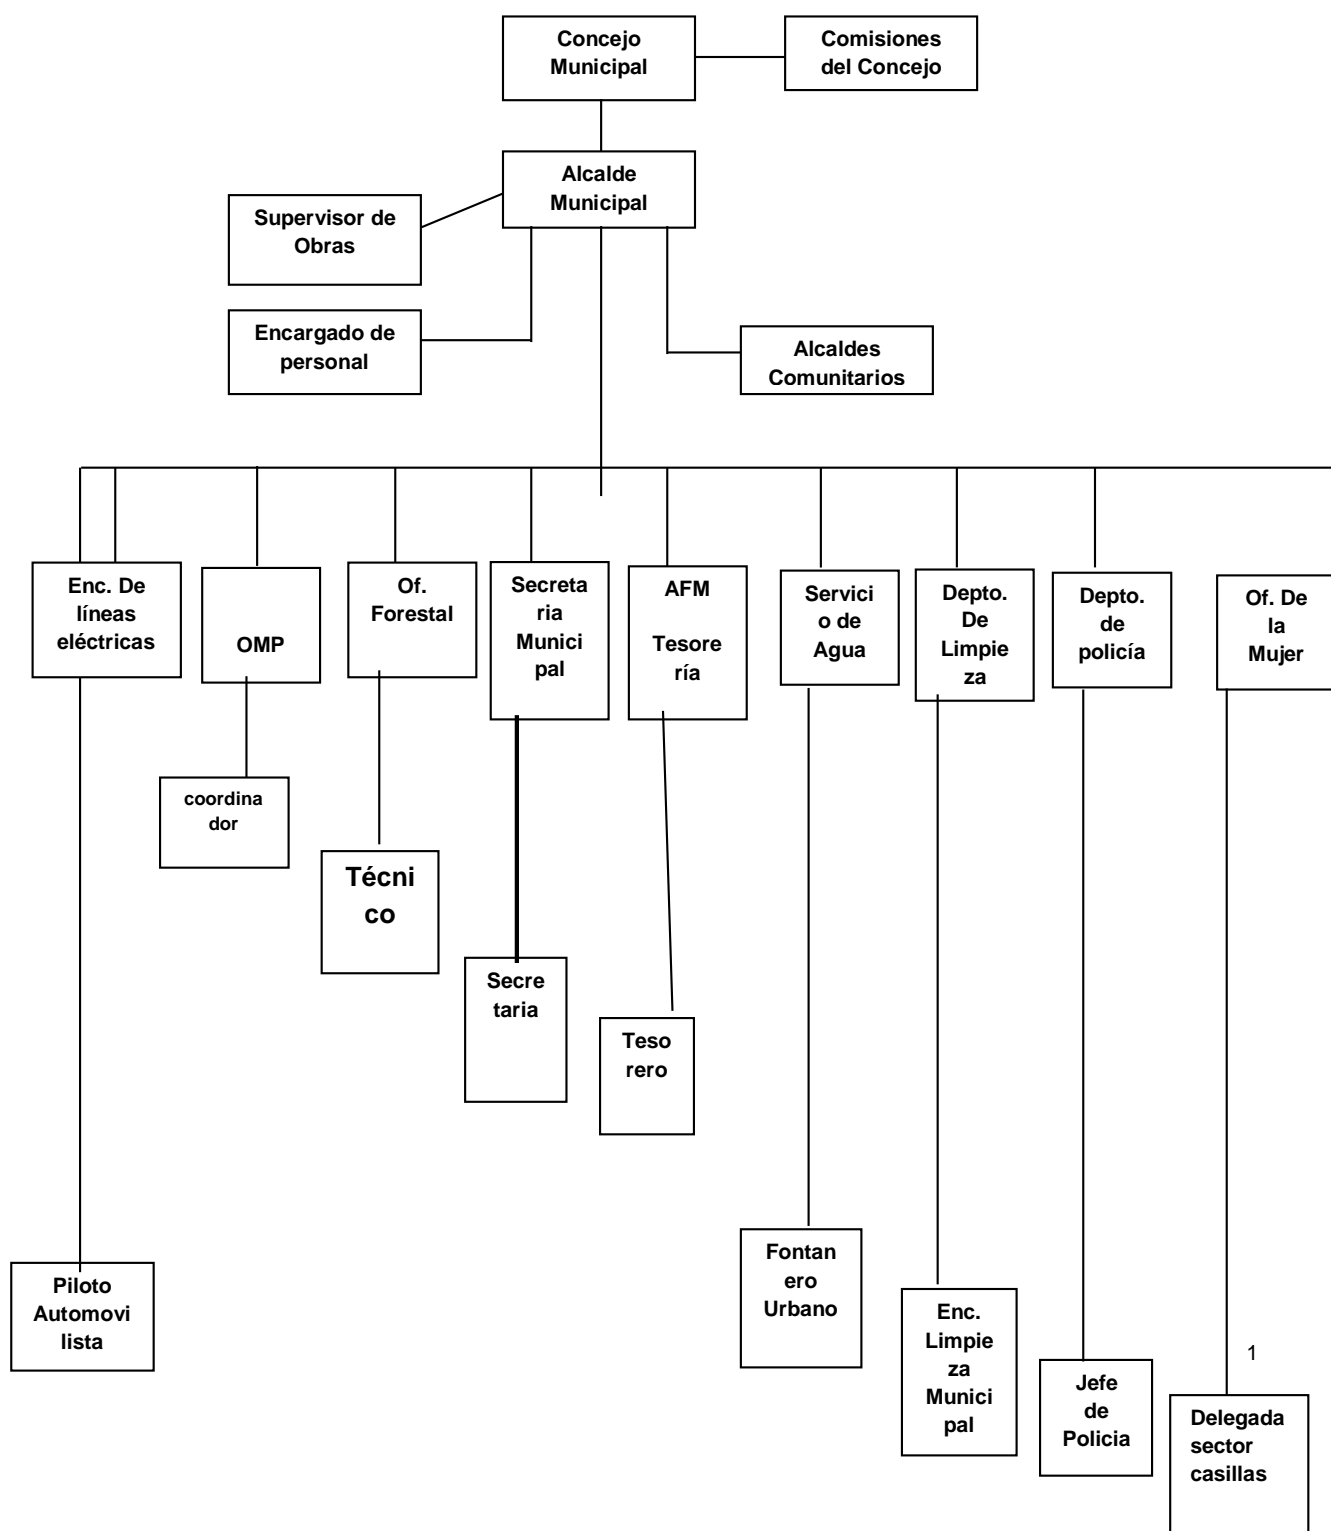 Concejo
Municipal
Comisiones
del Concejo
Alcalde
Municipal
Supervisor de
Obras
Encargado de
personal
Alcaldes
Comunitarios
Enc. De
líneas
eléctricas
OMP
Of.
Forestal
Secreta
ria
Munici
pal
AFM
Tesore
ría
Servici
o de
Agua
Depto.
De
Limpie
za
Depto.
de
policía
Of. De
la
Mujer
coordina
dor
Técni
co
Secre
taria
Teso
rero
Fontan
ero
Urbano
Piloto
Automovi
lista
Enc.
Limpie
za
Munici
pal
Jefe
de
Policia
1
Delegada
sector
casillas